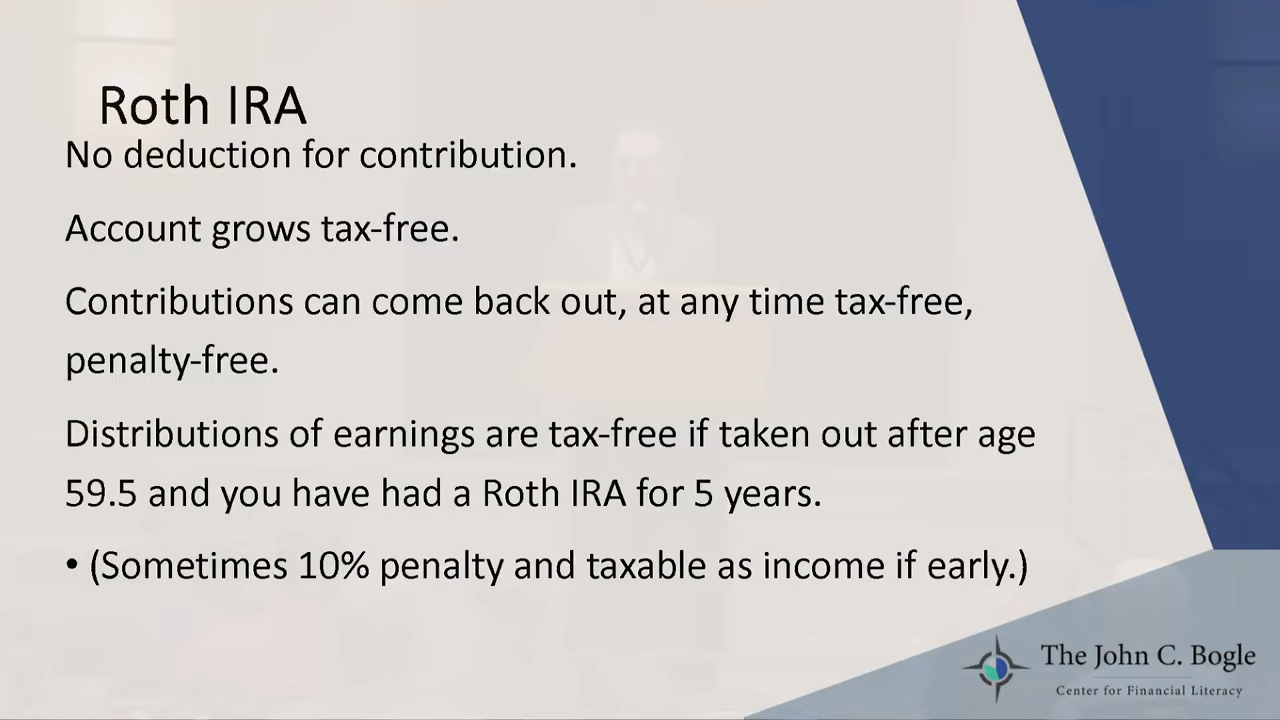 Roth IRA
No deduction for contribution.
Account grows tax-free.
Contributions can come back out, at any time tax-free,
penalty-free.
Distributions of earnings are tax-free if taken out after age
59.5 and you have had a Roth IRA for 5 years.
• (Sometimes 10% penalty and taxable as income if early.)
The John C. Bogle
Center for Financial Literacy